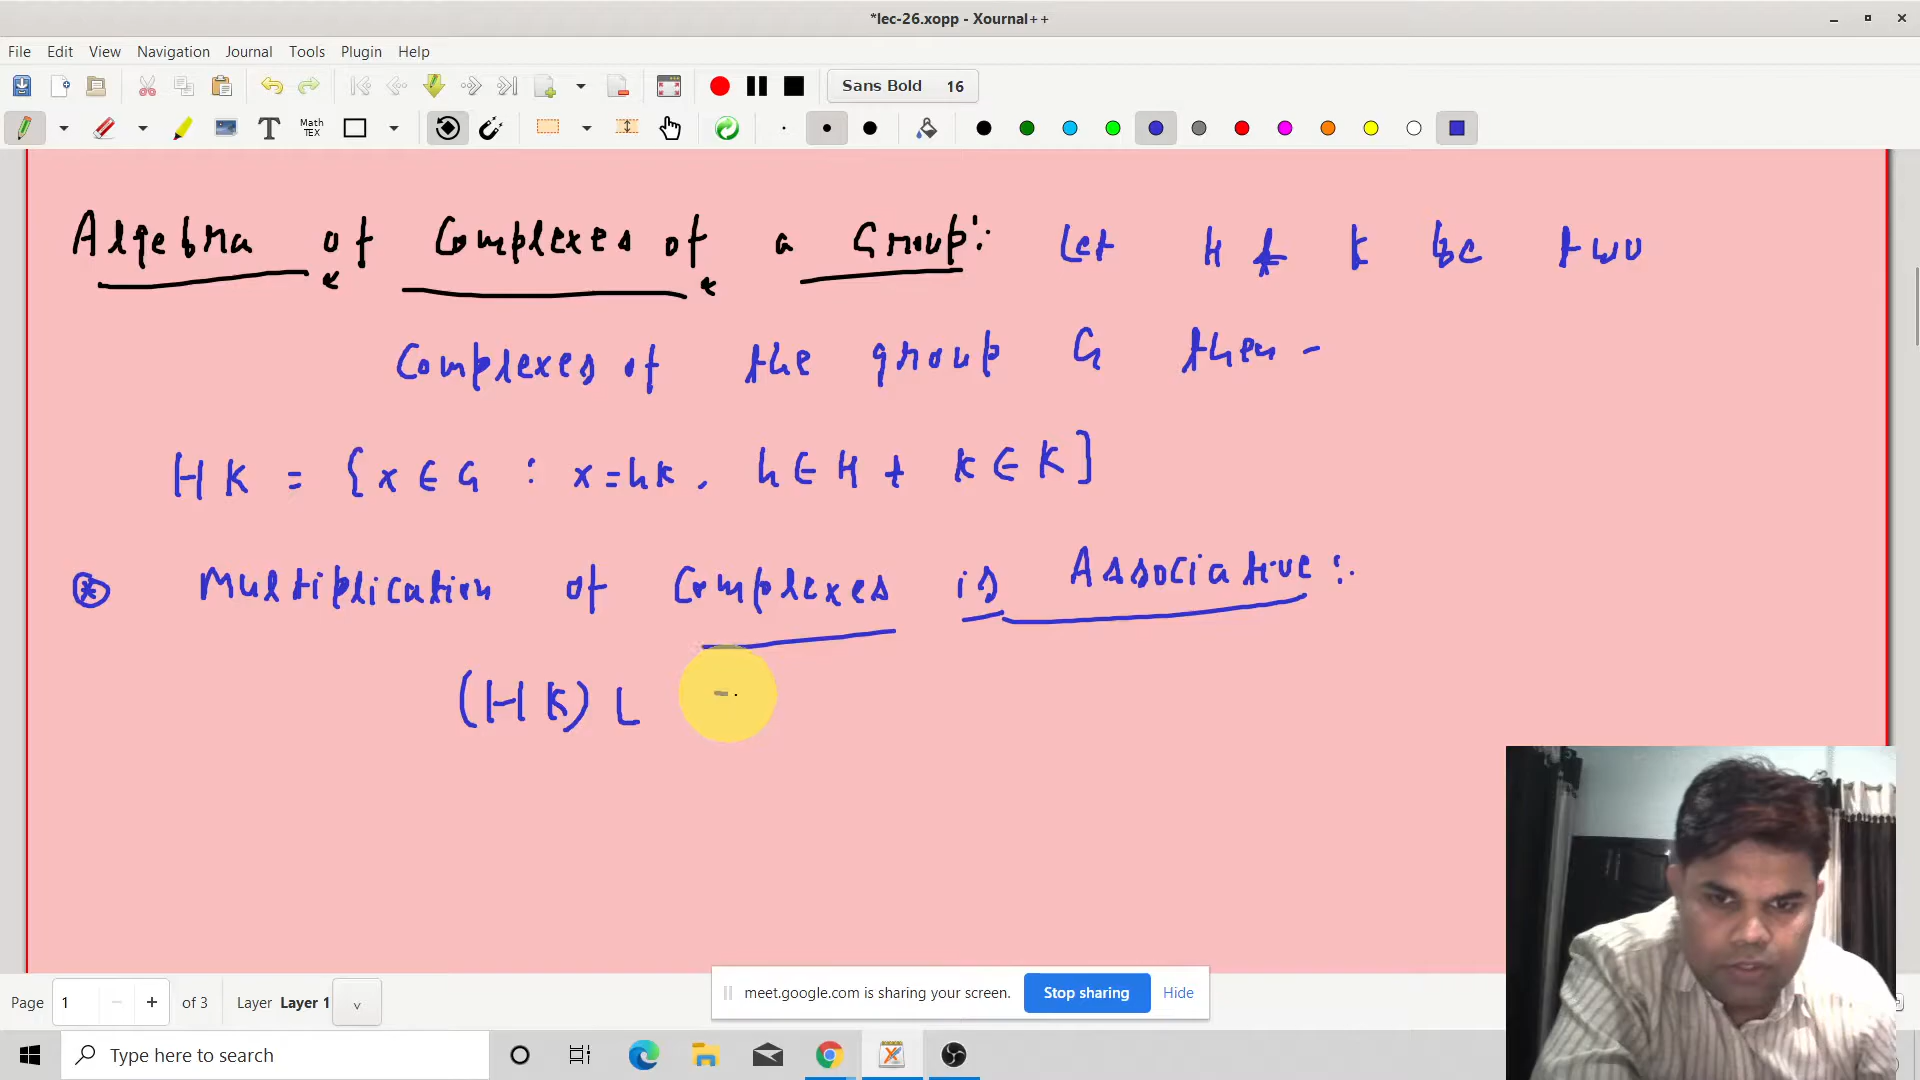 *lec-26.xopp - Xournal++
File Edit View Navigation Journal Tools Plugin Help
Sans Bold 16
Math TEX
Algebra of Complexes of a Group: Let H & K be two
Complexes of the group G then -
HK = {x ∈ G : x = hk, h ∈ H + k ∈ K]
* Multiplication of Complexes is Associative :.
(HK) L -
meet.google.com is sharing your screen. Stop sharing Hide
Page 1 of 3 Layer Layer 1
Type here to search